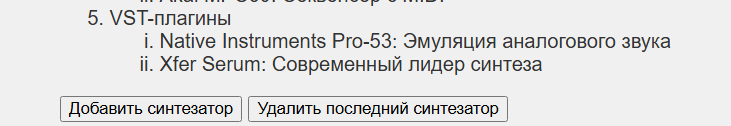 5. VST-плагины
i. Native Instruments Pro-53: Эмуляция аналогового звука
ii. Xfer Serum: Современный лидер синтеза
Добавить синтезатор Удалить последний синтезатор